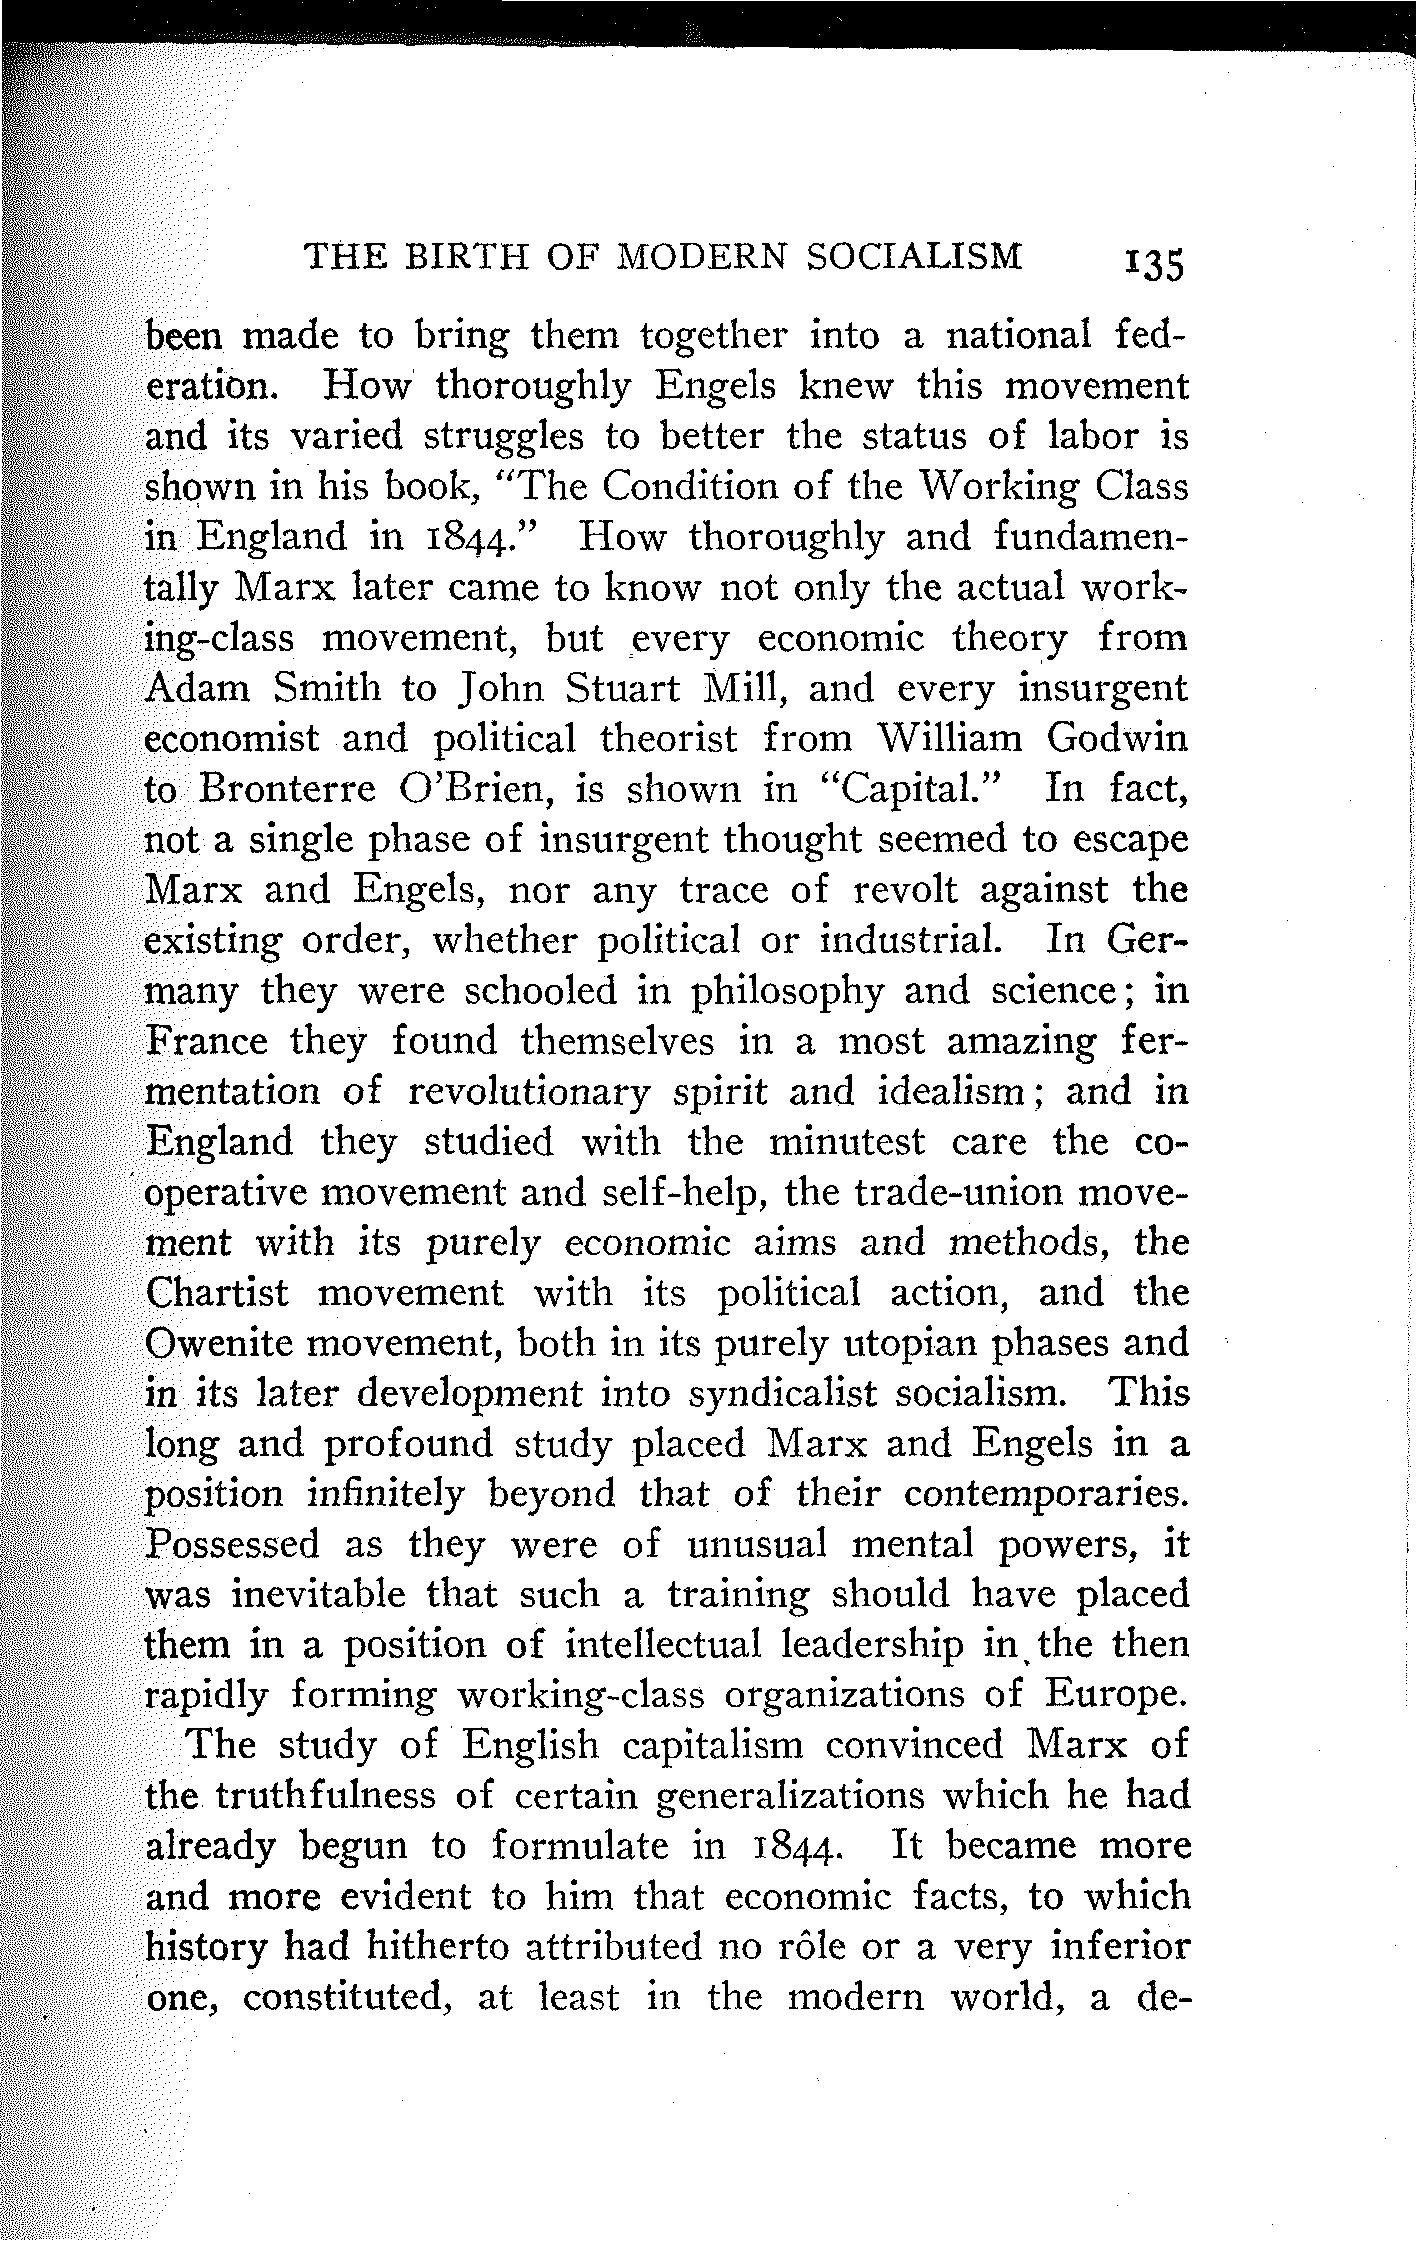 THE BIRTH OF MODERN SOCIALISM 135
been made to bring them together into a national fed-
eration. How thoroughly Engels knew this movement
and its varied struggles to better the status of labor is
shown in his book, "The Condition of the Working Class
in England in 1844." How thoroughly and fundamen-
tally Marx later came to know not only the actual work-
ing-class movement, but every economic theory from
Adam Smith to John Stuart Mill, and every insurgent
economist and political theorist from William Godwin
to Bronterre O'Brien, is shown in "Capital." In fact,
not a single phase of insurgent thought seemed to escape
Marx and Engels, nor any trace of revolt against the
existing order, whether political or industrial. In Ger-
many they were schooled in philosophy and science; in
France they found themselves in a most amazing fer-
mentation of revolutionary spirit and idealism; and in
England they studied with the minutest care the co-
operative movement and self-help, the trade-union move-
ment with its purely economic aims and methods, the
Chartist movement with its political action, and the
Owenite movement, both in its purely utopian phases and
in its later development into syndicalist socialism. This
long and profound study placed Marx and Engels in a
position infinitely beyond that of their contemporaries.
Possessed as they were of unusual mental powers, it
was inevitable that such a training should have placed
them in a position of intellectual leadership in the then
rapidly forming working-class organizations of Europe.
The study of English capitalism convinced Marx of
the truthfulness of certain generalizations which he had
already begun to formulate in 1844. It became more
and more evident to him that economic facts, to which
history had hitherto attributed no rôle or a very inferior
one, constituted, at least in the modern world, a de-